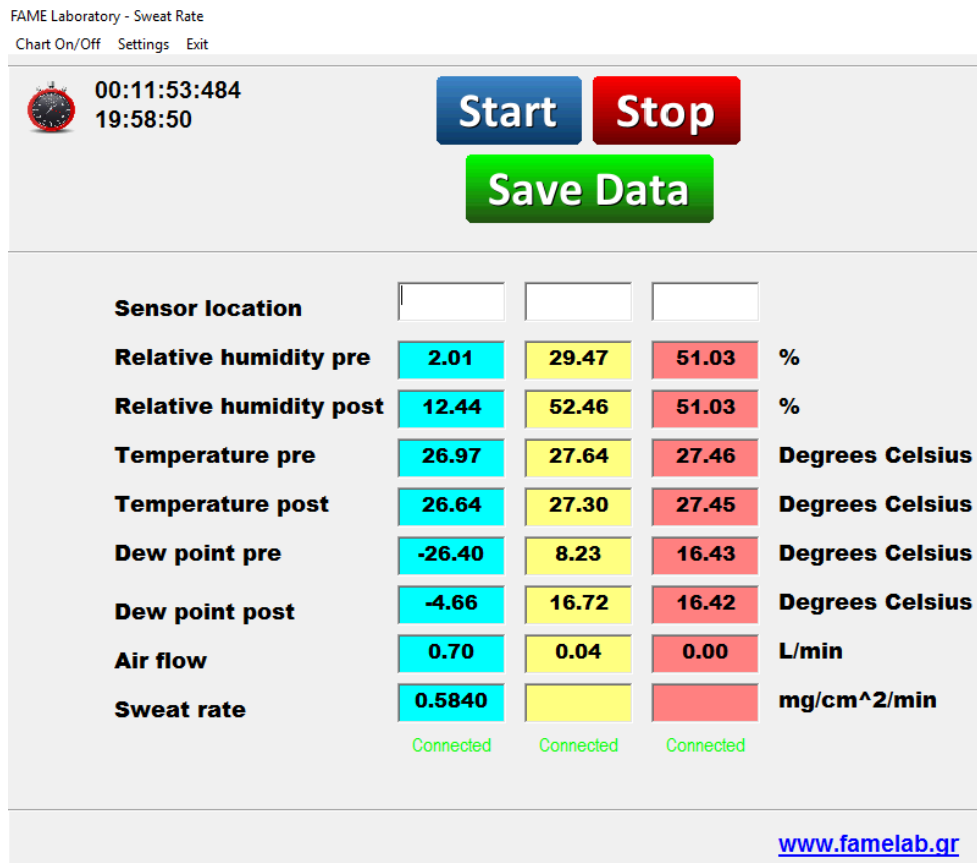 FAME Laboratory - Sweat Rate
Chart On/Off Settings Exit
00:11:53:484
19:58:50
Start Stop
Save Data
Sensor location
Relative humidity pre 2.01 29.47 51.03 %
Relative humidity post 12.44 52.46 51.03 %
Temperature pre 26.97 27.64 27.46 Degrees Celsius
Temperature post 26.64 27.30 27.45 Degrees Celsius
Dew point pre -26.40 8.23 16.43 Degrees Celsius
Dew point post -4.66 16.72 16.42 Degrees Celsius
Air flow 0.70 0.04 0.00 L/min
Sweat rate 0.5840 mg/cm^2/min
Connected Connected Connected
www.famelab.gr